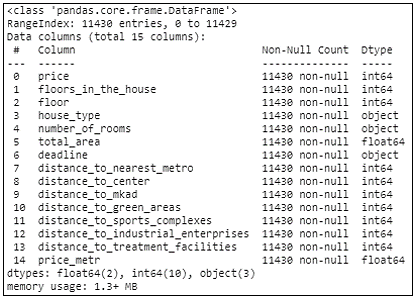 <class 'pandas.core.frame.DataFrame'>
RangeIndex: 11430 entries, 0 to 11429
Data columns (total 15 columns):
 #   Column                             Non-Null Count  Dtype
---  ------                             --------------  -----
 0   price                              11430 non-null  int64
 1   floors_in_the_house                11430 non-null  int64
 2   floor                              11430 non-null  int64
 3   house_type                         11430 non-null  object
 4   number_of_rooms                    11430 non-null  object
 5   total_area                         11430 non-null  float64
 6   deadline                           11430 non-null  object
 7   distance_to_nearest_metro          11430 non-null  int64
 8   distance_to_center                 11430 non-null  int64
 9   distance_to_mkad                   11430 non-null  int64
 10  distance_to_green_areas            11430 non-null  int64
 11  distance_to_sports_complexes       11430 non-null  int64
 12  distance_to_industrial_enterprises 11430 non-null  int64
 13  distance_to_treatment_facilities   11430 non-null  int64
 14  price_metr                         11430 non-null  float64
dtypes: float64(2), int64(10), object(3)
memory usage: 1.3+ MB